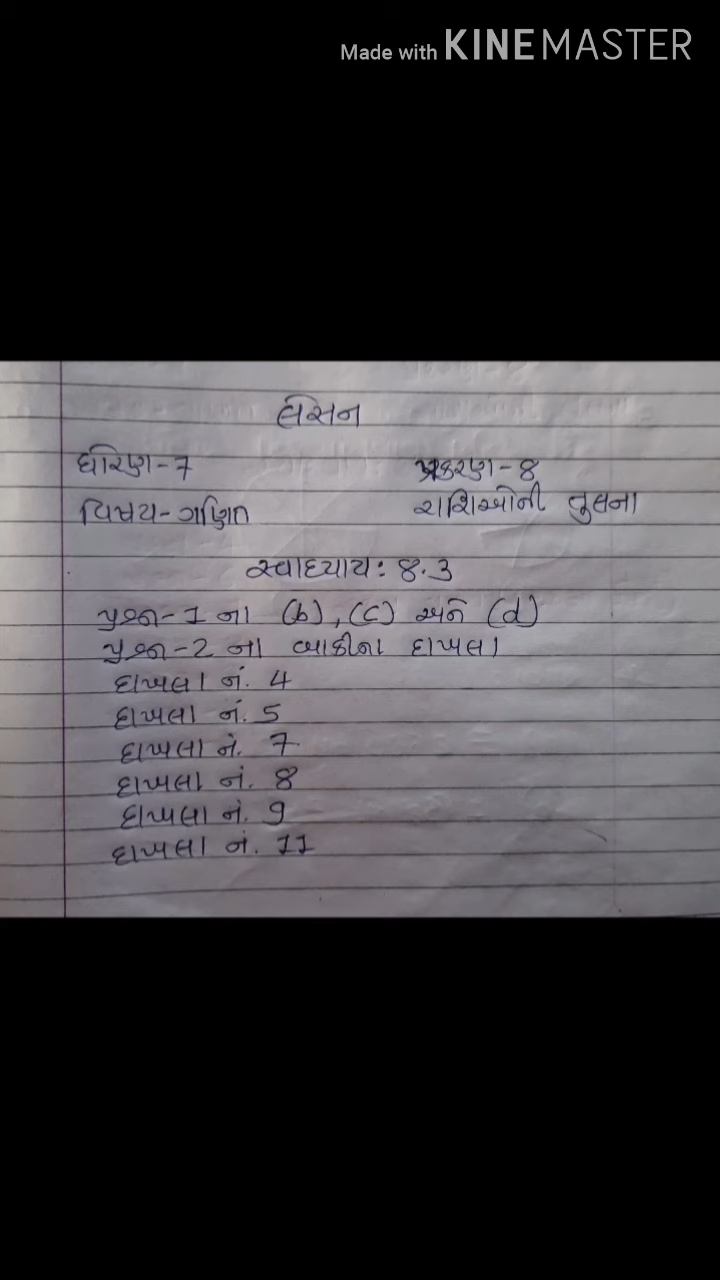 Made with KINEMASTER
લેસન
ધોરણ-7 પ્રકરણ-8
વિષય-ગણિત રાશિઓની તુલના
સ્વાધ્યાય: 8.3
પ્રશ્ન-1 ના (b), (c) અને (d)
પ્રશ્ન-2 ના બાકીના દાખલા
દાખલા નં. 4
દાખલા નં. 5
દાખલા નં. 7
દાખલા નં. 8
દાખલા નં. 9
દાખલા નં. 11